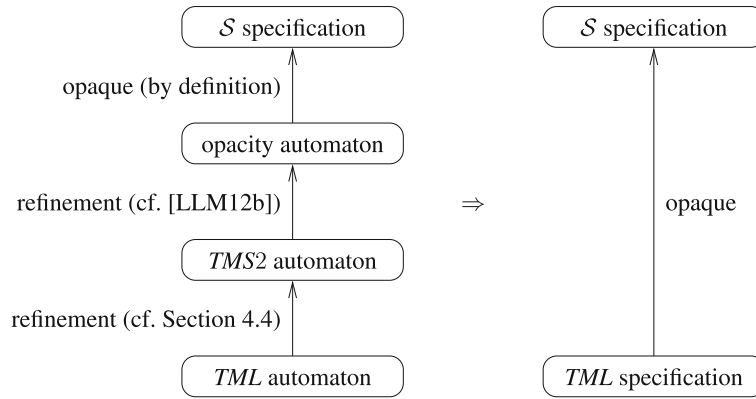 𝒮 specification
opaque (by definition)
opacity automaton
refinement (cf. [LLM12b])
TMS2 automaton
refinement (cf. Section 4.4)
TML automaton
⇒
𝒮 specification
opaque
TML specification